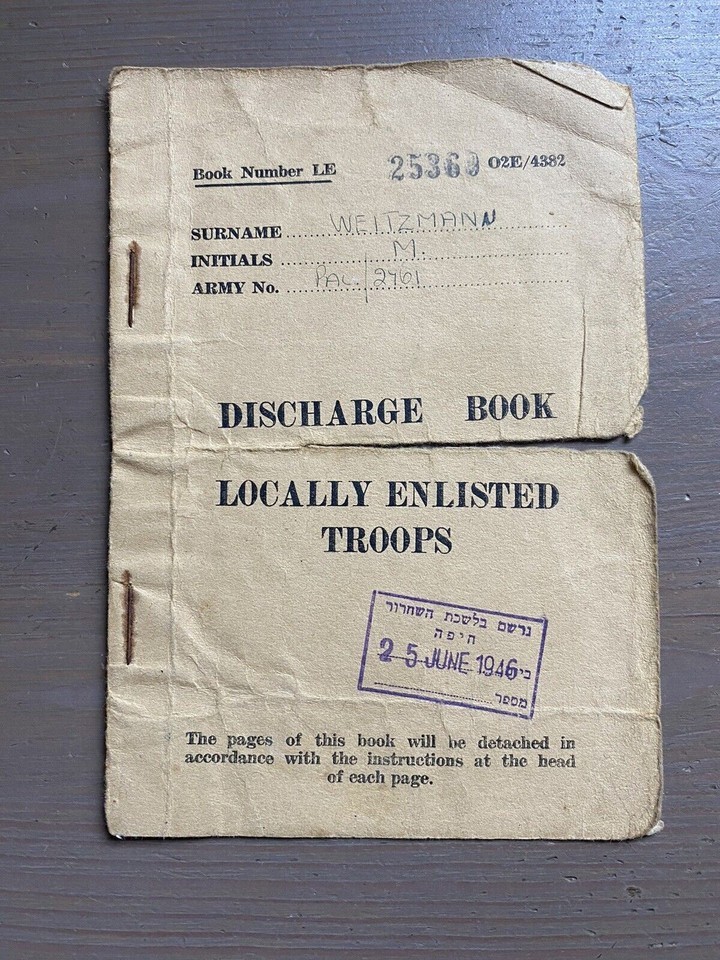 Book Number LE 25360 O2E/4382
SURNAME WEITZMANN
INITIALS M.
ARMY No. PAL. 2761
DISCHARGE BOOK
LOCALLY ENLISTED
TROOPS
נרשם בלשכת השחרור
חיפה
בי 25 JUNE 1946
מספר
The pages of this book will be detached in
accordance with the instructions at the head
of each page.